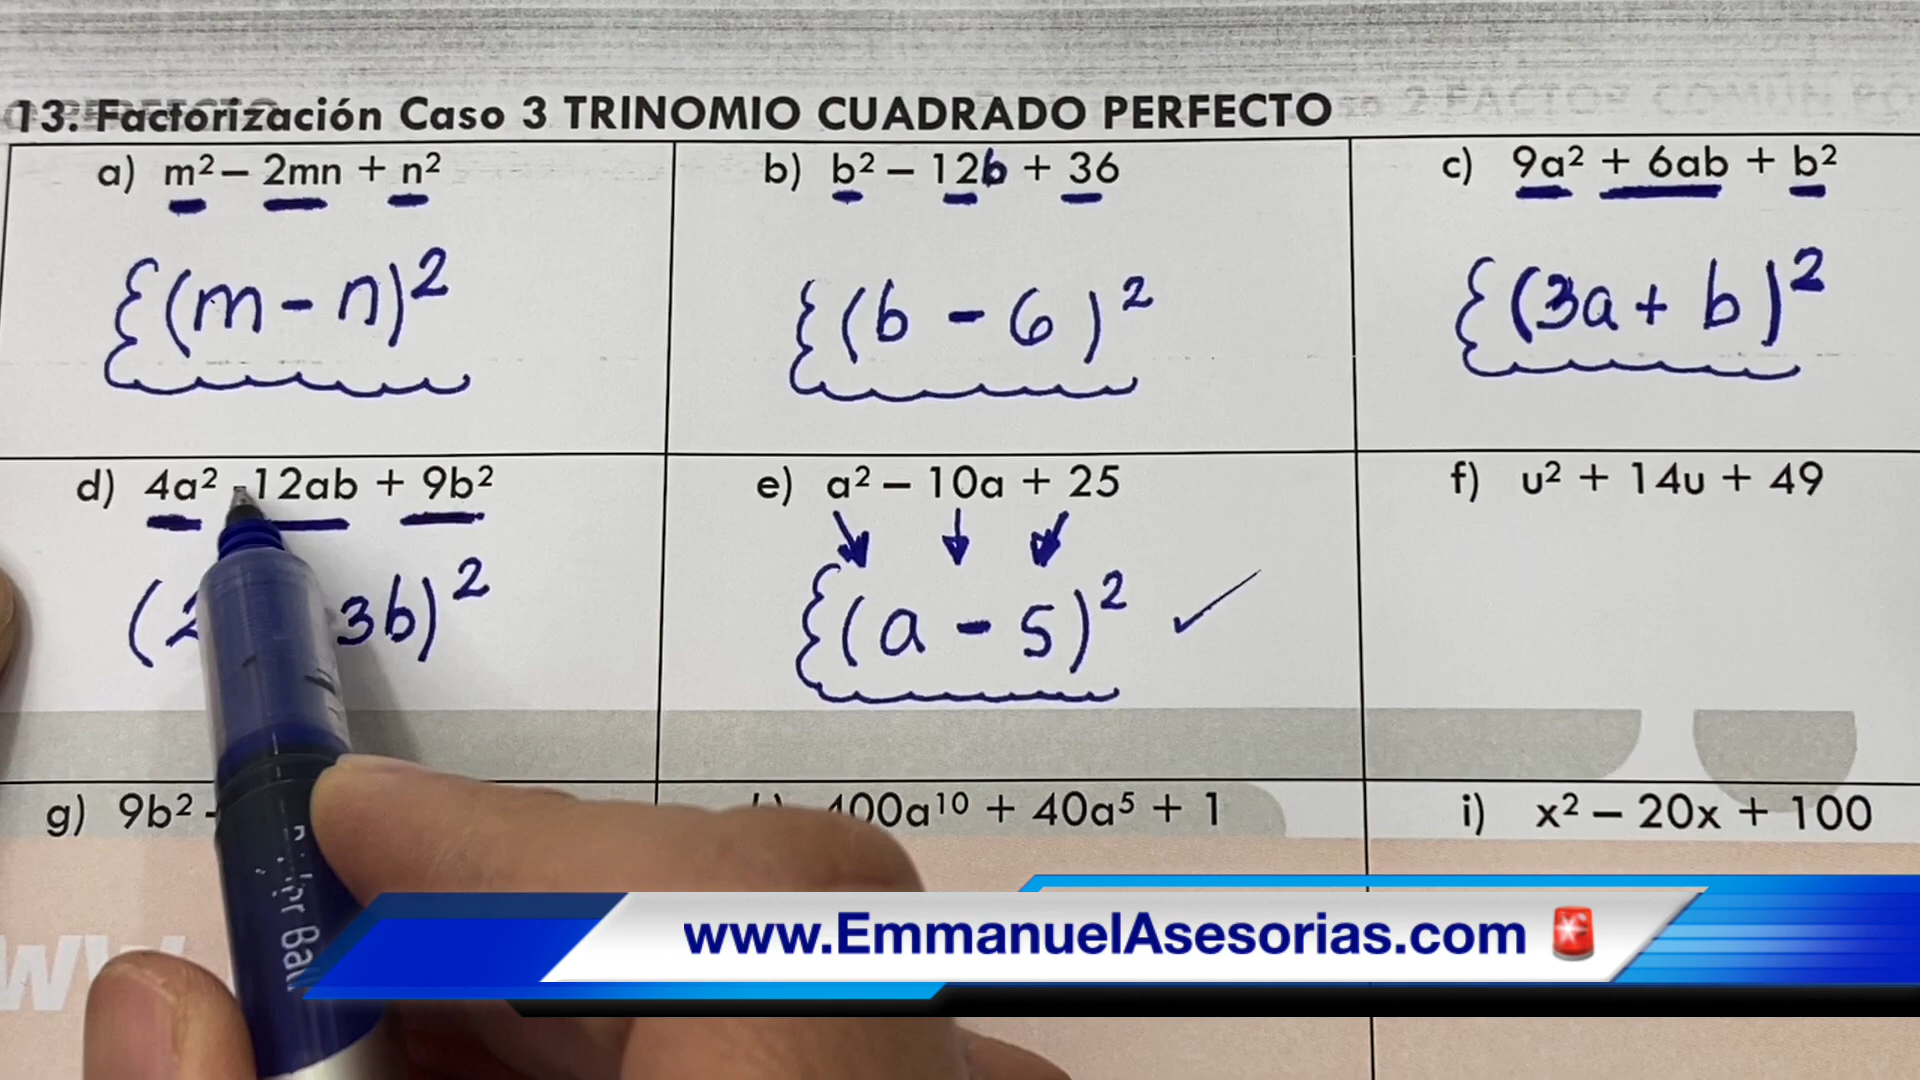 13. Factorización Caso 3 TRINOMIO CUADRADO PERFECTO
a) m² – 2mn + n²
(m - n)²
b) b² – 12b + 36
(b - 6)²
c) 9a² + 6ab + b²
(3a + b)²
d) 4a² -12ab + 9b²
(2 3b)²
e) a² – 10a + 25
(a - 5)²
f) u² + 14u + 49
g) 9b² -
400a¹⁰ + 40a⁵ + 1
i) x² – 20x + 100
www.EmmanuelAsesorias.com